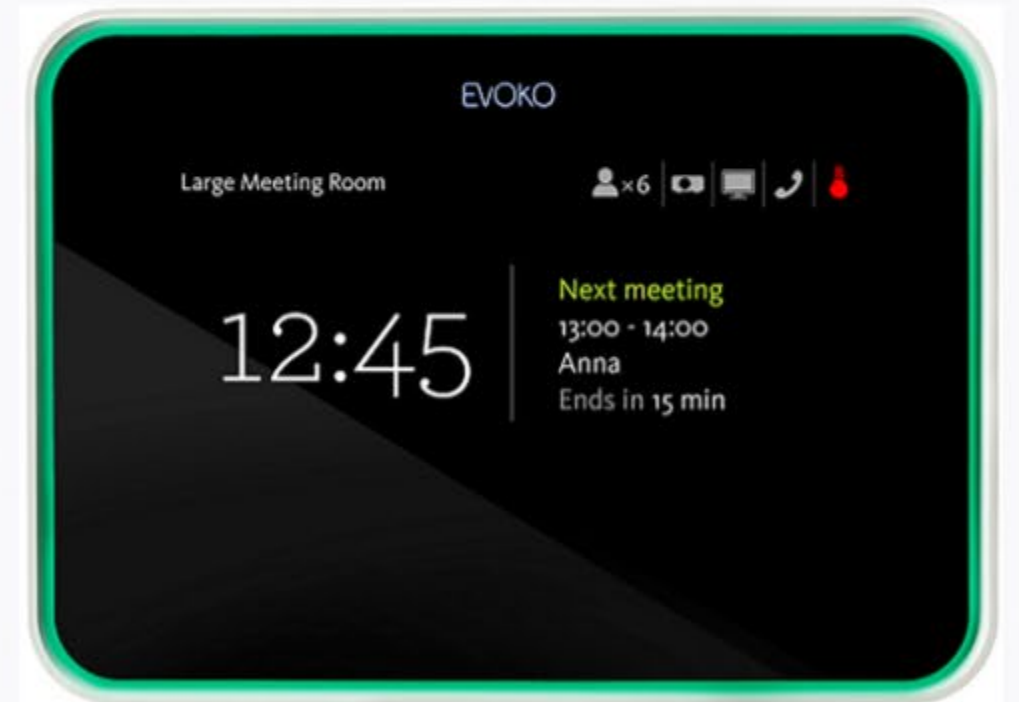 EVOKO
Large Meeting Room
×6
12:45
Next meeting
13:00 - 14:00
Anna
Ends in 15 min